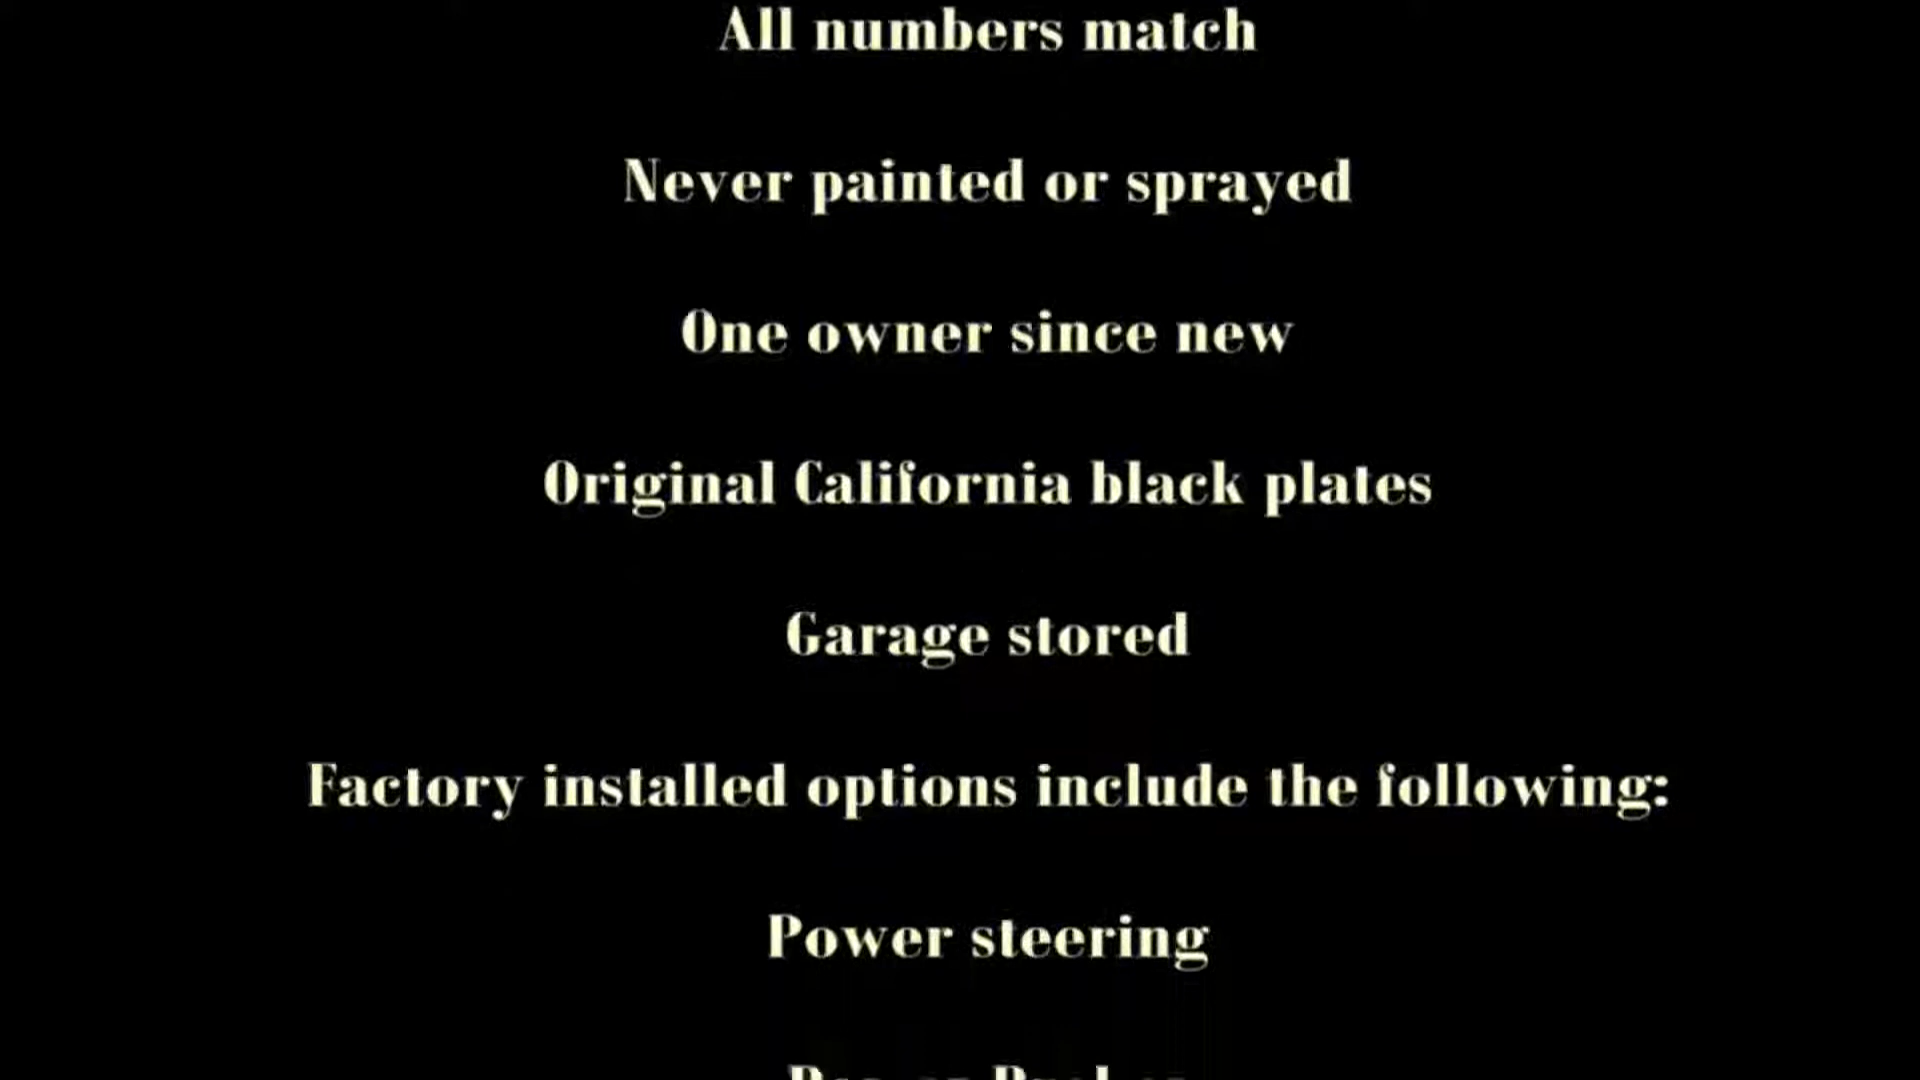 All numbers match
Never painted or sprayed
One owner since new
Original California black plates
Garage stored
Factory installed options include the following:
Power steering